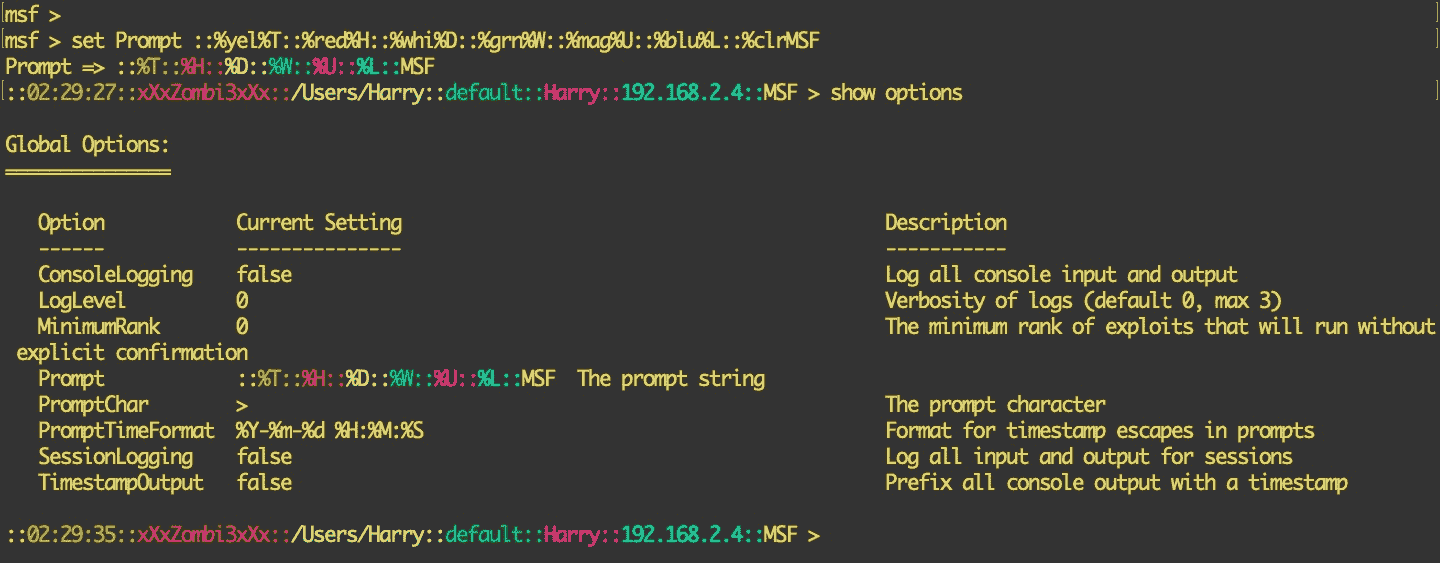 msf >
msf > set Prompt ::%yel%T::%red%H::%whi%D::%grn%W::%mag%U::%blu%L::%clrMSF
Prompt => ::%T::%H::%D::%W::%U::%L::MSF
::02:29:27::xXxZombi3xXx::/Users/Harry::default::Harry::192.168.2.4::MSF > show options
Global Options:
===============
Option Current Setting Description
------ --------------- -----------
ConsoleLogging false Log all console input and output
LogLevel 0 Verbosity of logs (default 0, max 3)
MinimumRank 0 The minimum rank of exploits that will run without
explicit confirmation
Prompt ::%T::%H::%D::%W::%U::%L::MSF The prompt string
PromptChar > The prompt character
PromptTimeFormat %Y-%m-%d %H:%M:%S Format for timestamp escapes in prompts
SessionLogging false Log all input and output for sessions
TimestampOutput false Prefix all console output with a timestamp
::02:29:35::xXxZombi3xXx::/Users/Harry::default::Harry::192.168.2.4::MSF >